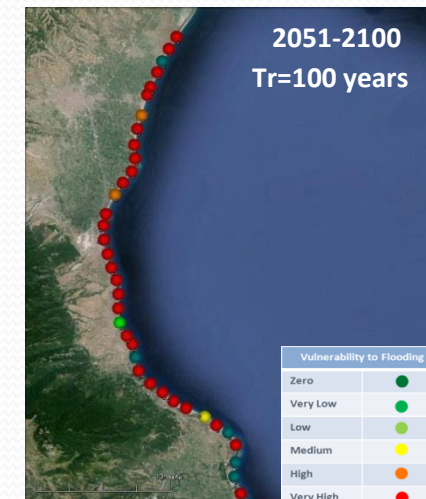 2051-2100
Tr=100 years
Vulnerability to Flooding
Zero
Very Low
Low
Medium
High
Very High